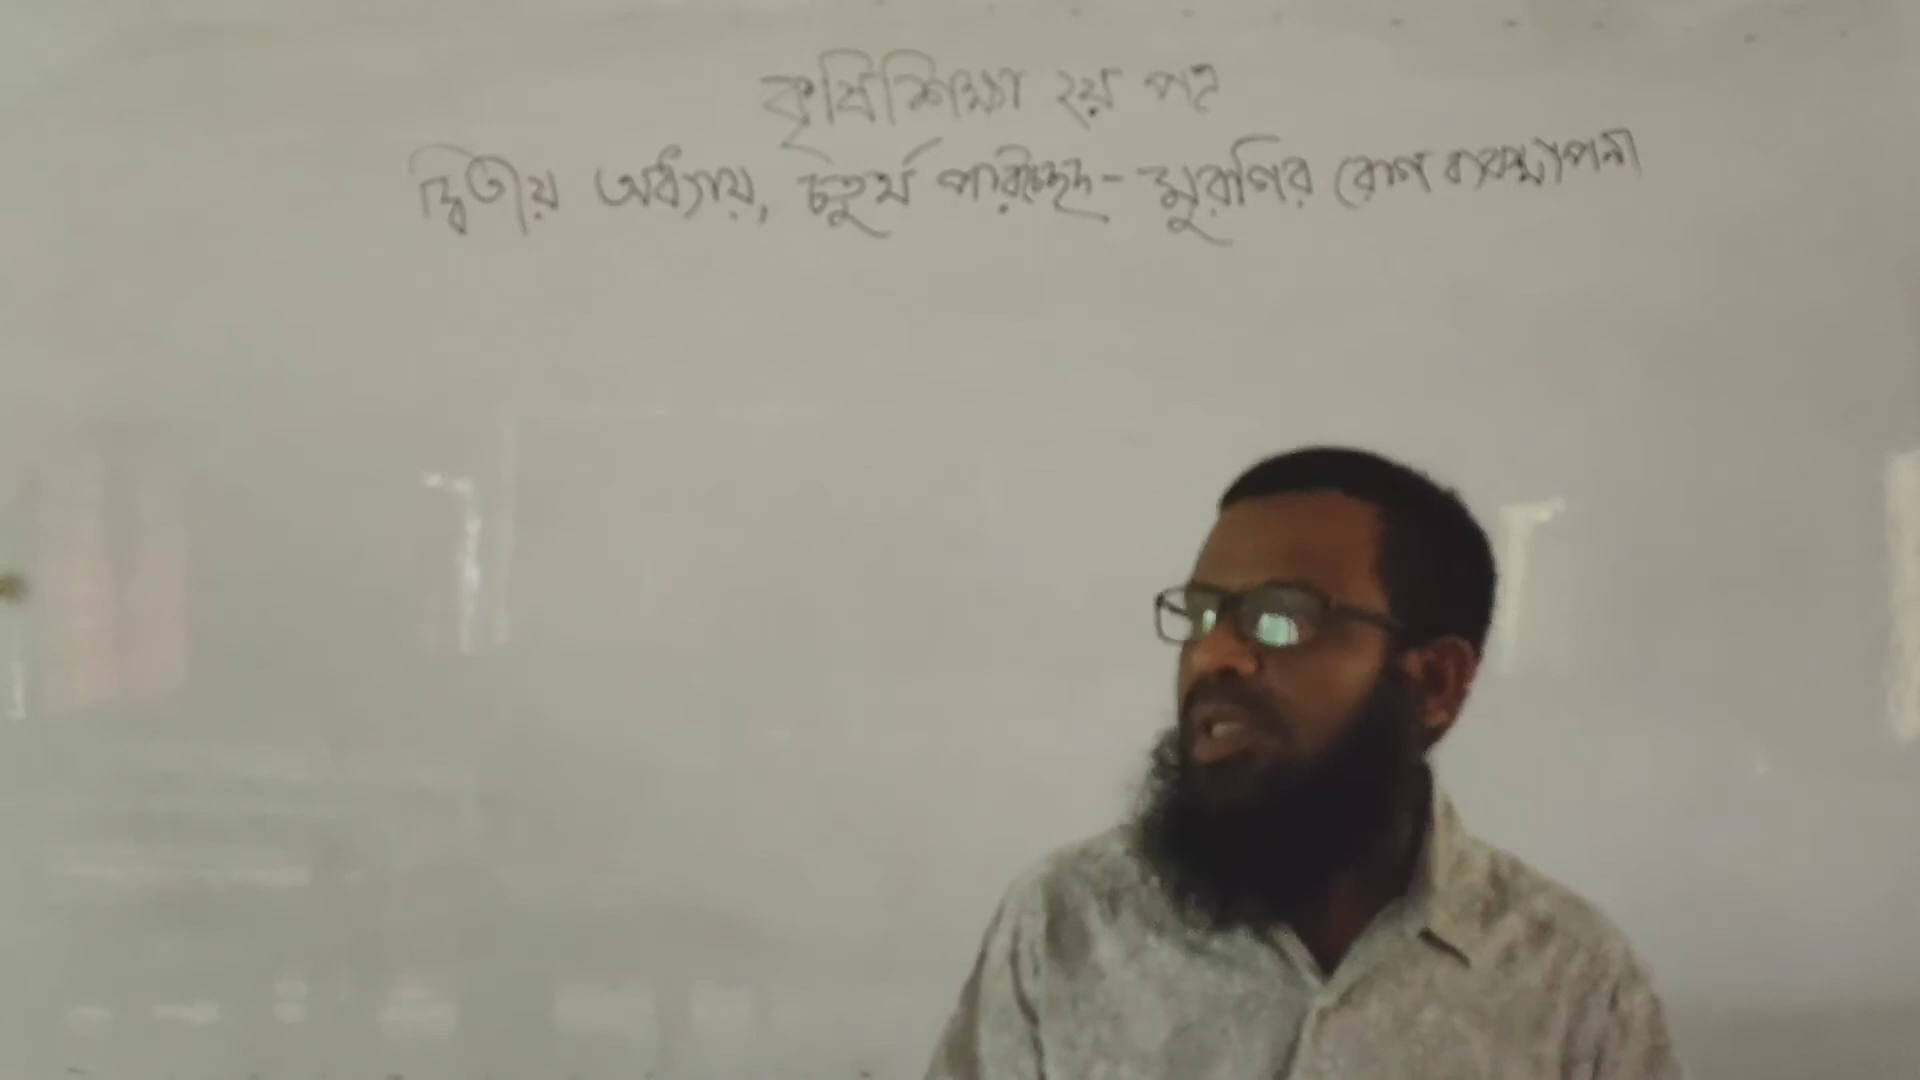 কৃষিশিক্ষা ২য় পত্র
দ্বিতীয় অধ্যায়, চতুর্থ পরিচ্ছেদ - মুরগির রোগ ব্যবস্থাপনা